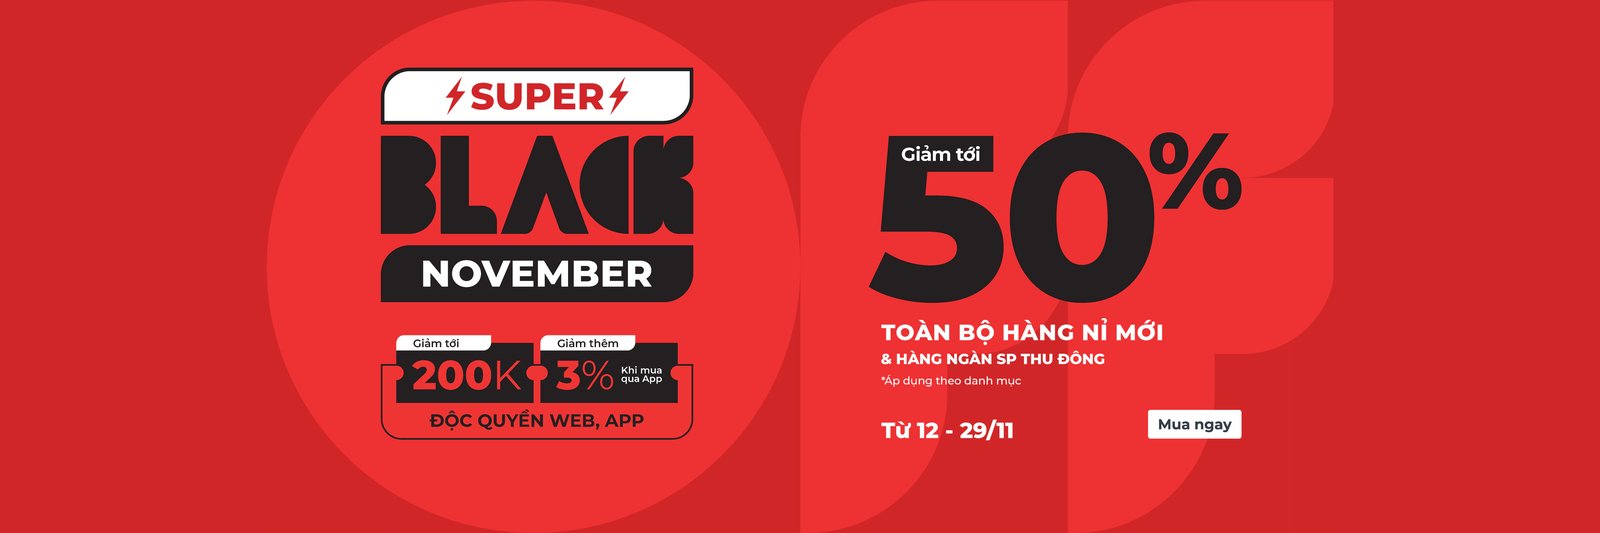 SUPER
BLACK
NOVEMBER
Giảm tới
200K
Giảm thêm
3%
Khi mua
qua App
ĐỘC QUYỀN WEB, APP
Giảm tới
50%
TOÀN BỘ HÀNG NỈ MỚI
& HÀNG NGÀN SP THU ĐÔNG
*Áp dụng theo danh mục
Từ 12 - 29/11
Mua ngay